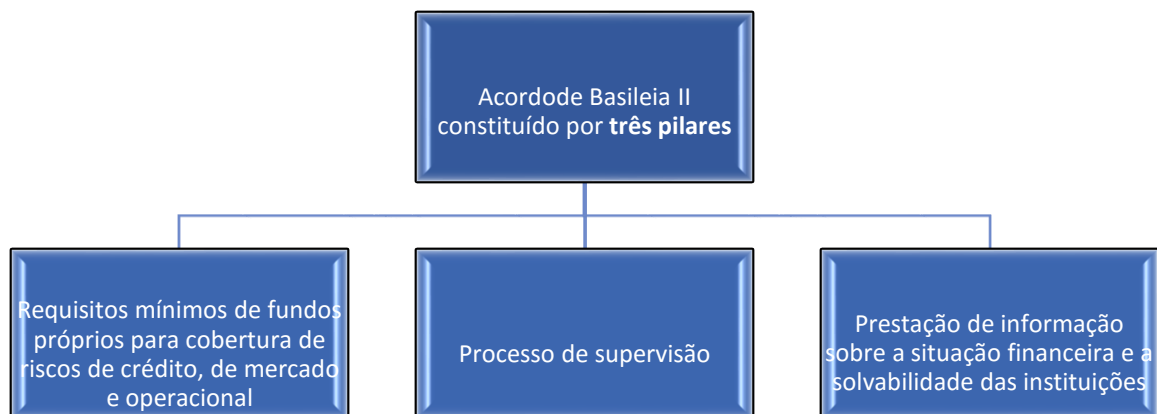 Acordode Basileia II
constituído por três pilares
Requisitos mínimos de fundos
próprios para cobertura de
riscos de crédito, de mercado
e operacional
Processo de supervisão
Prestação de informação
sobre a situação financeira e a
solvabilidade das instituições